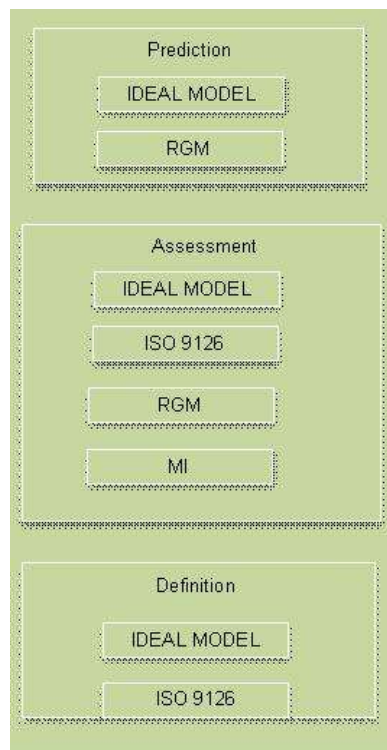 Prediction
IDEAL MODEL
RGM
Assessment
IDEAL MODEL
ISO 9126
RGM
MI
Definition
IDEAL MODEL
ISO 9126